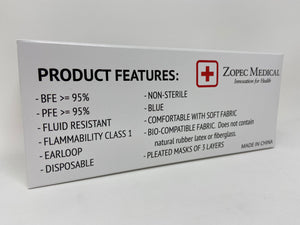 PRODUCT FEATURES:
- BFE >= 95%
- PFE >= 95%
- FLUID RESISTANT
- FLAMMABILITY CLASS 1
- EARLOOP
- DISPOSABLE
ZOPEC MEDICAL
Innovation for Health
- NON-STERILE
- BLUE
- COMFORTABLE WITH SOFT FABRIC
- BIO-COMPATIBLE FABRIC. Does not contain
natural rubber latex or fiberglass.
- PLEATED MASKS OF 3 LAYERS
MADE IN CHINA